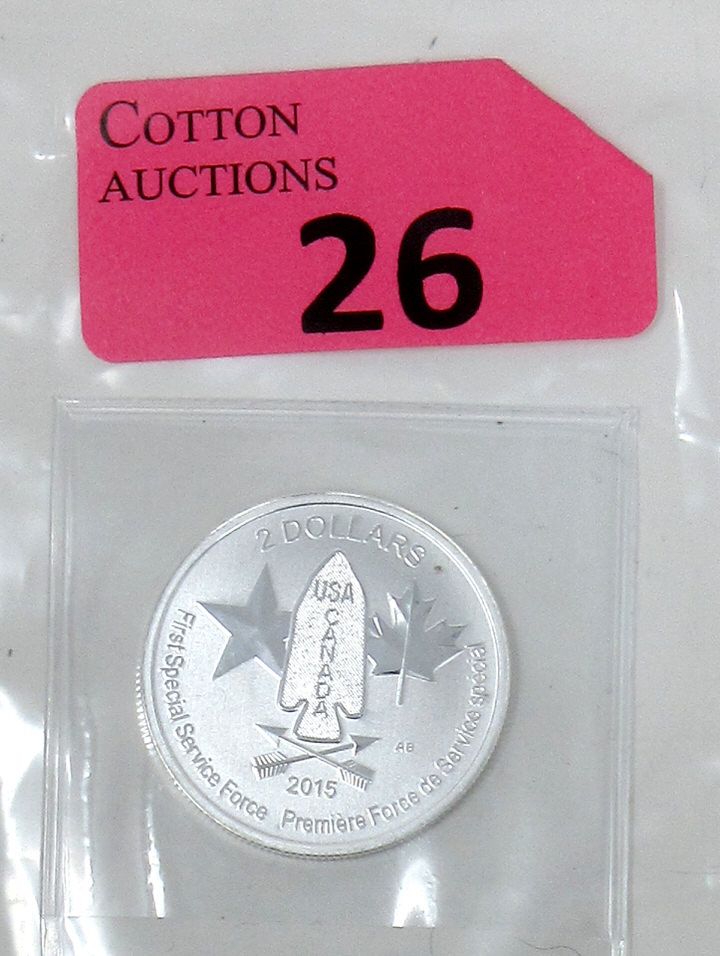 COTTON
AUCTIONS
26
2 DOLLARS
USA
CANADA
AB
2015
First Special Service Force
Première Force de Service spécial